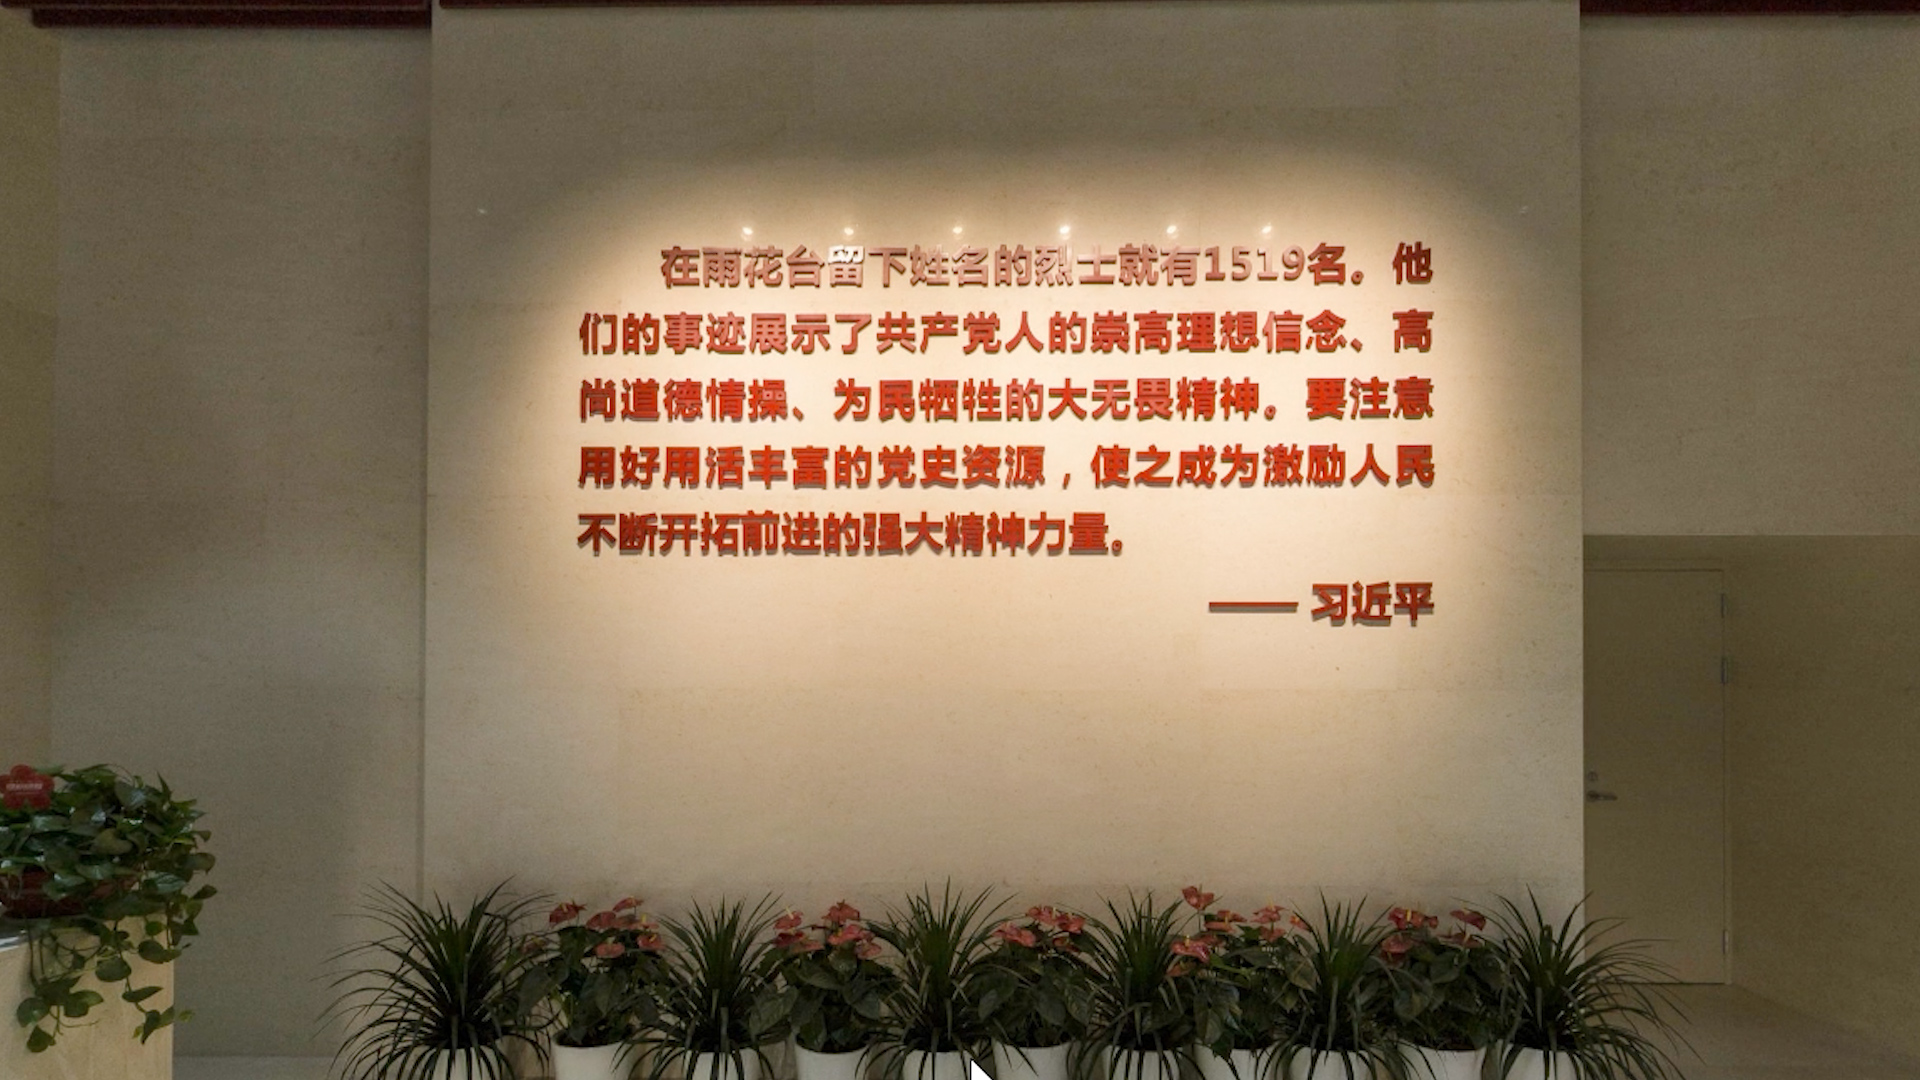 在雨花台留下姓名的烈士就有1519名。他
们的事迹展示了共产党人的崇高理想信念、高
尚道德情操、为民牺牲的大无畏精神。要注意
用好用活丰富的党史资源，使之成为激励人民
不断开拓前进的强大精神力量。
—— 习近平